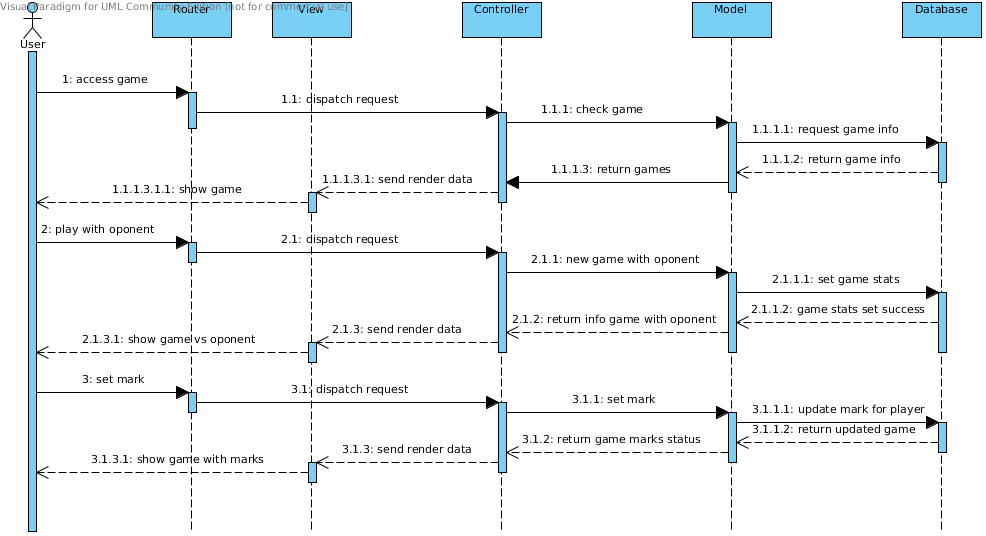 Visual Paradigm for UML Community Edition [not for commercial use]
Router
View
Controller
Model
Database
User
1: access game
1.1: dispatch request
1.1.1: check game
1.1.1.1: request game info
1.1.1.2: return game info
1.1.1.3: return games
1.1.1.3.1: send render data
1.1.1.3.1.1: show game
2: play with oponent
2.1: dispatch request
2.1.1: new game with oponent
2.1.1.1: set game stats
2.1.1.2: game stats set success
2.1.2: return info game with oponent
2.1.3: send render data
2.1.3.1: show game vs oponent
3: set mark
3.1: dispatch request
3.1.1: set mark
3.1.1.1: update mark for player
3.1.1.2: return updated game
3.1.2: return game marks status
3.1.3: send render data
3.1.3.1: show game with marks